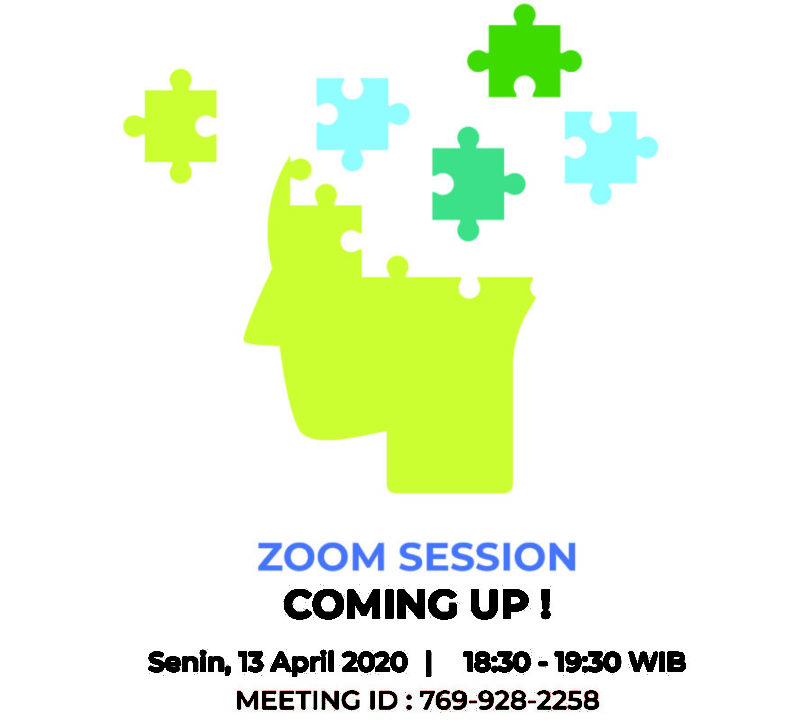 ZOOM SESSION
COMING UP !
Senin, 13 April 2020 | 18:30 - 19:30 WIB
MEETING ID : 769-928-2258